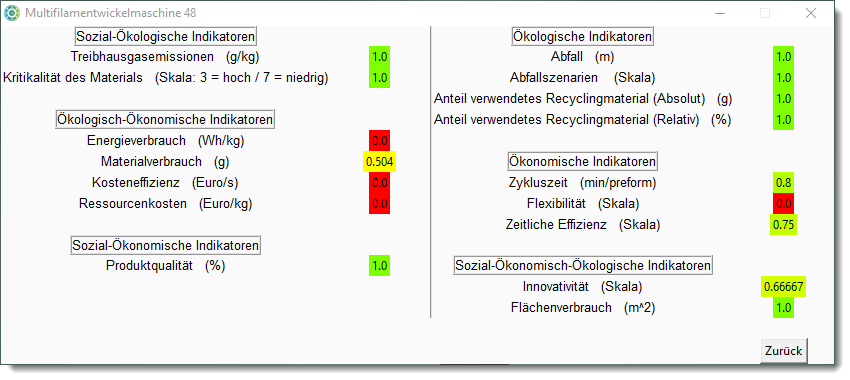 Multifilamentwickelmaschine 48
Sozial-Ökologische Indikatoren
Treibhausgasemissionen (g/kg) 1.0
Kritikalität des Materials (Skala: 3 = hoch / 7 = niedrig) 1.0
Ökologisch-Ökonomische Indikatoren
Energieverbrauch (Wh/kg) 0.0
Materialverbrauch (g) 0.504
Kosteneffizienz (Euro/s) 0.0
Ressourcenkosten (Euro/kg) 0.0
Sozial-Ökonomische Indikatoren
Produktqualität (%) 1.0
Ökologische Indikatoren
Abfall (m) 1.0
Abfallszenarien (Skala) 1.0
Anteil verwendetes Recyclingmaterial (Absolut) (g) 1.0
Anteil verwendetes Recyclingmaterial (Relativ) (%) 1.0
Ökonomische Indikatoren
Zykluszeit (min/preform) 0.8
Flexibilität (Skala) 0.0
Zeitliche Effizienz (Skala) 0.75
Sozial-Ökonomisch-Ökologische Indikatoren
Innovativität (Skala) 0.66667
Flächenverbrauch (m^2) 1.0
Zurück